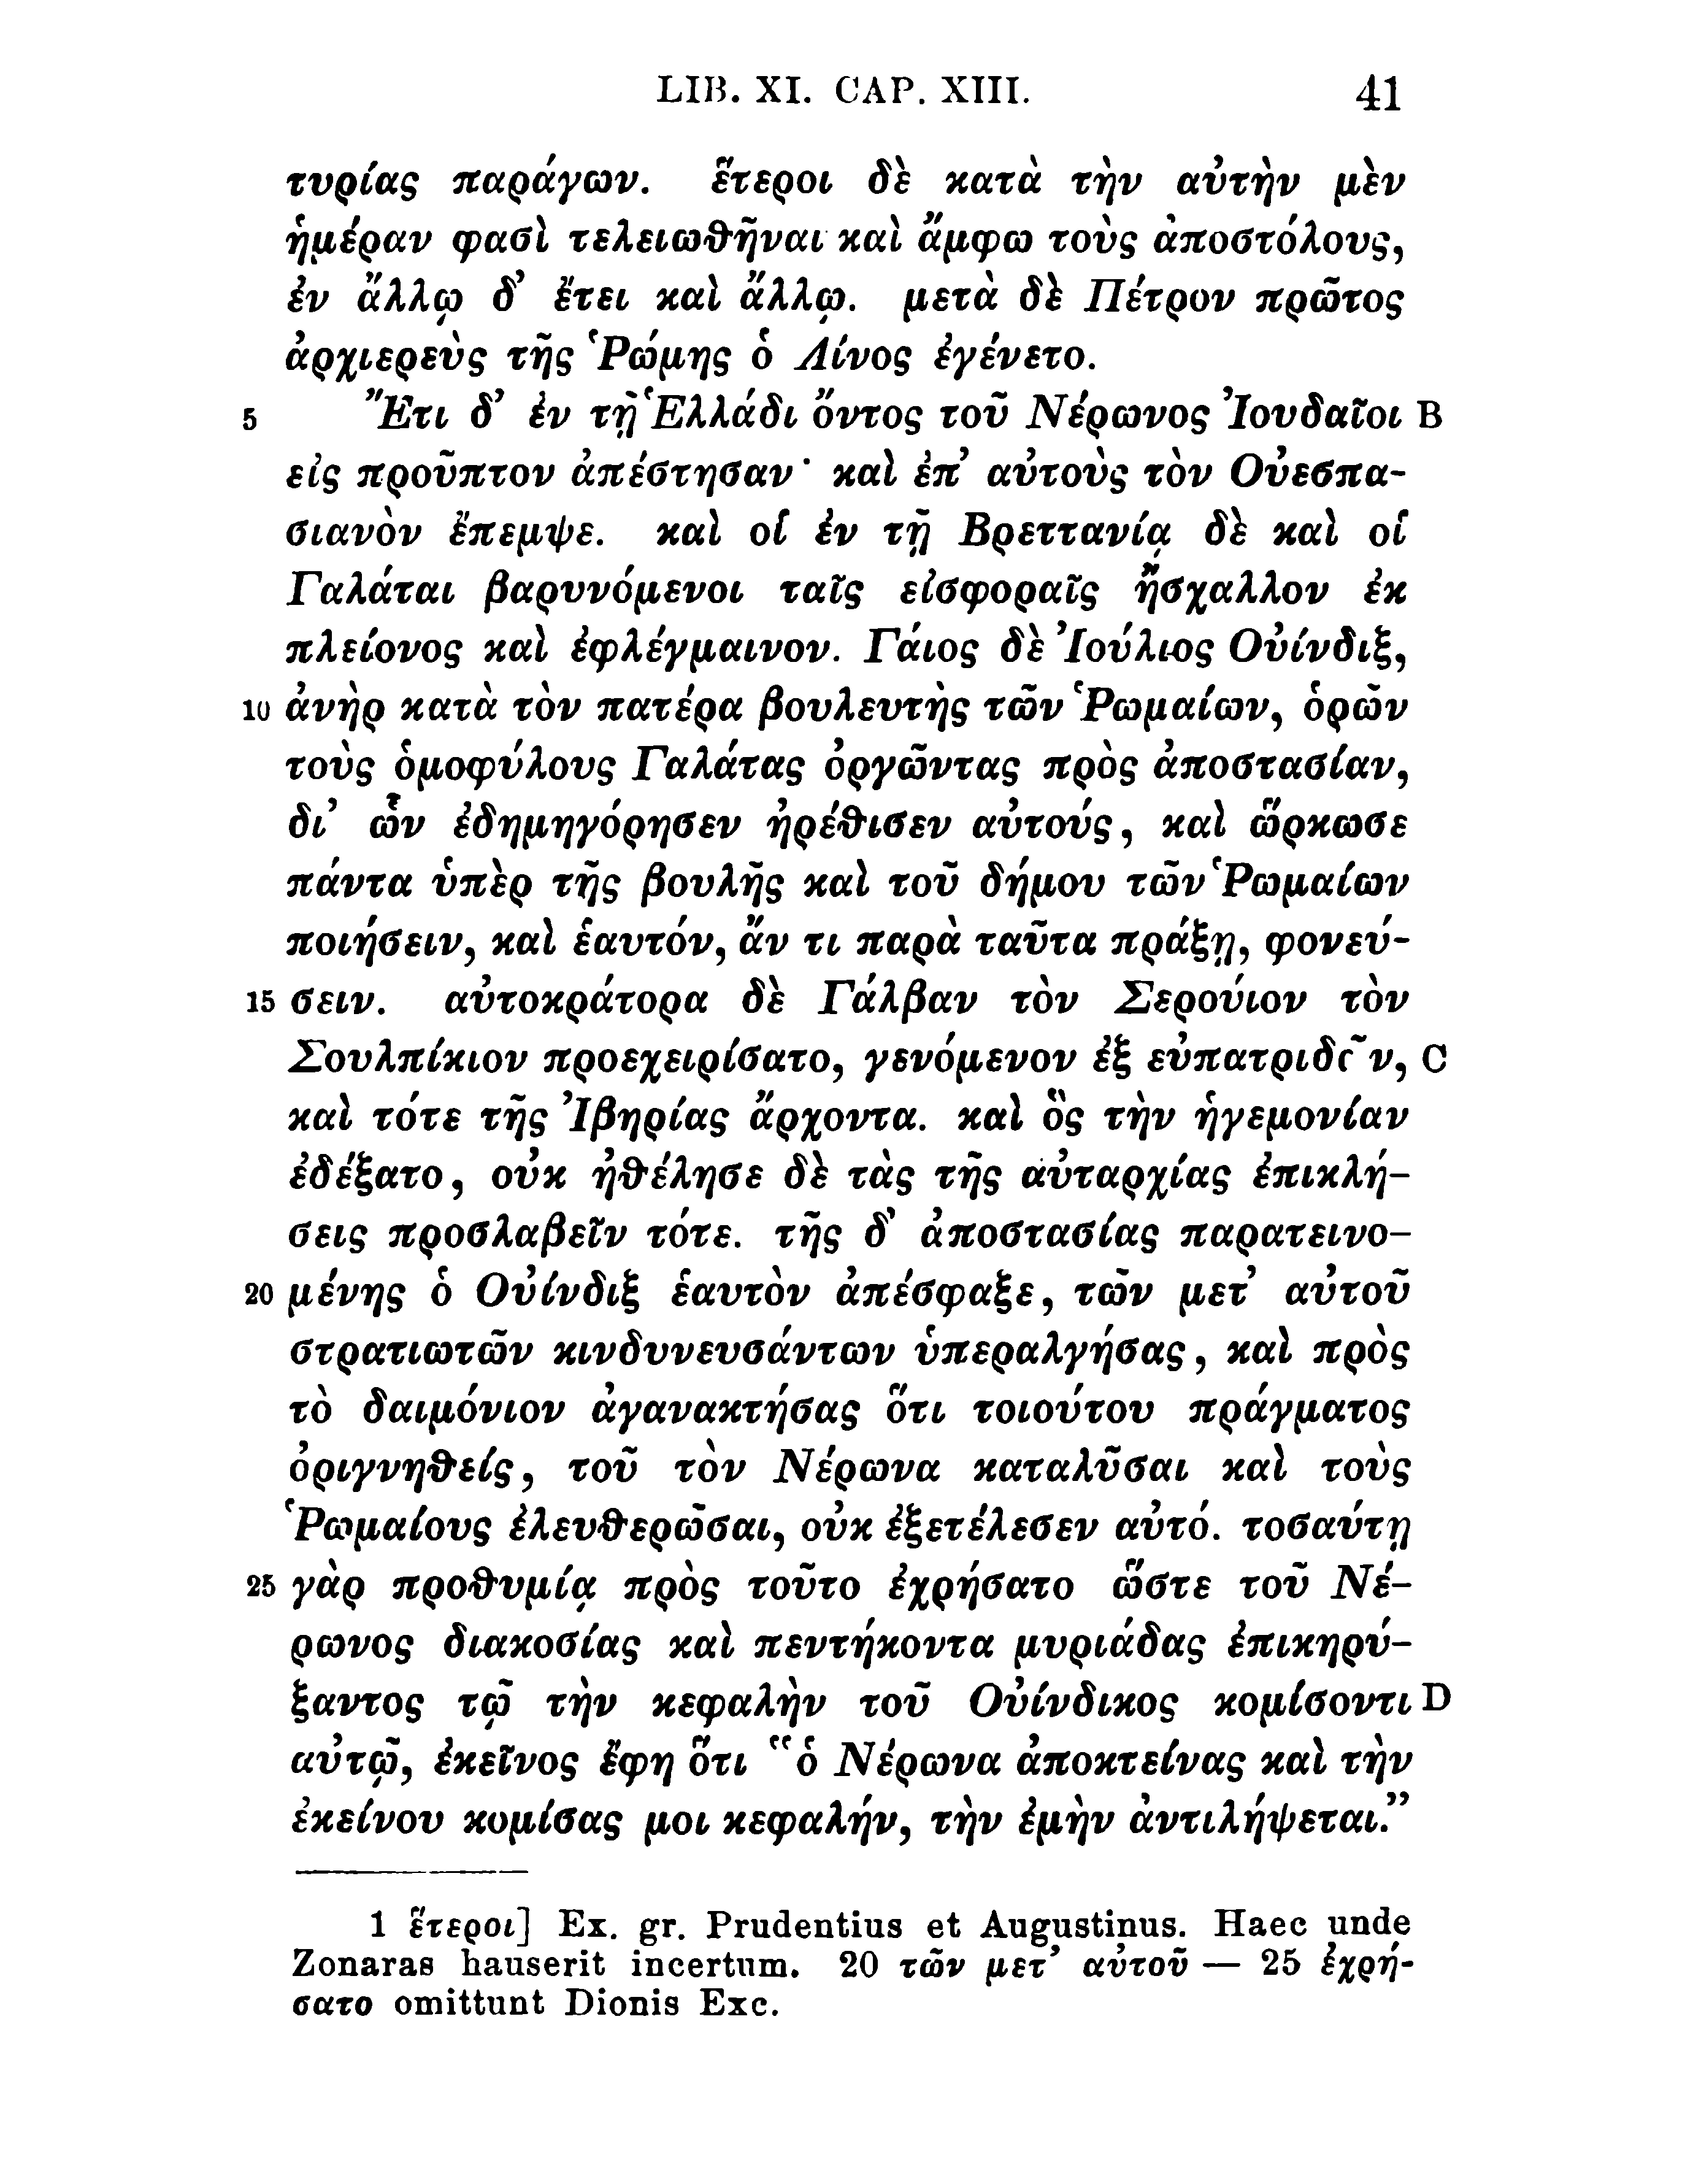 LIB. XI. CAP. XIII. 41
τυρίας παράγων. ἕτεροι δὲ κατὰ τὴν αὐτὴν μὲν
ἡμέραν φασὶ τελειωθῆναι καὶ ἄμφω τοὺς ἀποστόλους,
ἐν ἄλλῳ δ’ ἔτει καὶ ἄλλῳ. μετὰ δὲ Πέτρον πρῶτος
ἀρχιερεὺς τῆς Ῥώμης ὁ Λίνος ἐγένετο.
5 Ἔτι δ’ ἐν τῇ Ἑλλάδι ὄντος τοῦ Νέρωνος Ἰουδαῖοι B
εἰς προῦπτον ἀπέστησαν· καὶ ἐπ’ αὐτοὺς τὸν Οὐεσπα-
σιανὸν ἔπεμψε. καὶ οἱ ἐν τῇ Βρεττανίᾳ δὲ καὶ οἱ
Γαλάται βαρυνόμενοι ταῖς εἰσφοραῖς ἤσχαλλον ἐκ
πλείονος καὶ ἐφλέγμαινον. Γάιος δὲ Ἰούλιος Οὐίνδιξ,
10 ἀνὴρ κατὰ τὸν πατέρα βουλευτὴς τῶν Ῥωμαίων, ὁρῶν
τοὺς ὁμοφύλους Γαλάτας ὀργῶντας πρὸς ἀποστασίαν,
δι’ ὧν ἐδημηγόρησεν ἠρέθισεν αὐτούς, καὶ ὥρκωσε
πάντα ὑπὲρ τῆς βουλῆς καὶ τοῦ δήμου τῶν Ῥωμαίων
ποιήσειν, καὶ ἑαυτόν, ἄν τι παρὰ ταῦτα πράξῃ, φονεύ-
15 σειν. αὐτοκράτορα δὲ Γάλβαν τὸν Σερούιον τὸν
Σουλπίκιον προεχειρίσατο, γενόμενον ἐξ εὐπατριδῶν, C
καὶ τότε τῆς Ἰβηρίας ἄρχοντα. καὶ ὃς τὴν ἡγεμονίαν
ἐδέξατο, οὐκ ἠθέλησε δὲ τὰς τῆς αὐταρχίας ἐπικλή-
σεις προσλαβεῖν τότε. τῆς δ’ ἀποστασίας παρατεινο-
20 μένης ὁ Οὐίνδιξ ἑαυτὸν ἀπέσφαξε, τῶν μετ’ αὐτοῦ
στρατιωτῶν κινδυνευσάντων ὑπεραλγήσας, καὶ πρὸς
τὸ δαιμόνιον ἀγανακτήσας ὅτι τοιούτου πράγματος
ὀριγνηθείς, τοῦ τὸν Νέρωνα καταλῦσαι καὶ τοὺς
Ῥωμαίους ἐλευθερῶσαι, οὐκ ἐξετέλεσεν αὐτό. τοσαύτῃ
25 γὰρ προθυμίᾳ πρὸς τοῦτο ἐχρήσατο ὥστε τοῦ Νέ-
ρωνος διακοσίας καὶ πεντήκοντα μυριάδας ἐπικηρύ-
ξαντος τῷ τὴν κεφαλὴν τοῦ Οὐίνδικος κομίσοντι D
αὐτῷ, ἐκεῖνος ἔφη ὅτι “ὁ Νέρωνα ἀποκτείνας καὶ τὴν
ἐκείνου κομίσας μοι κεφαλήν, τὴν ἐμὴν ἀντιλήψεται.”
1 ἕτεροι] Ex. gr. Prudentius et Augustinus. Haec unde
Zonaras hauserit incertum. 20 τῶν μετ’ αὐτοῦ — 25 ἐχρή-
σατο omittunt Dionis Exc.